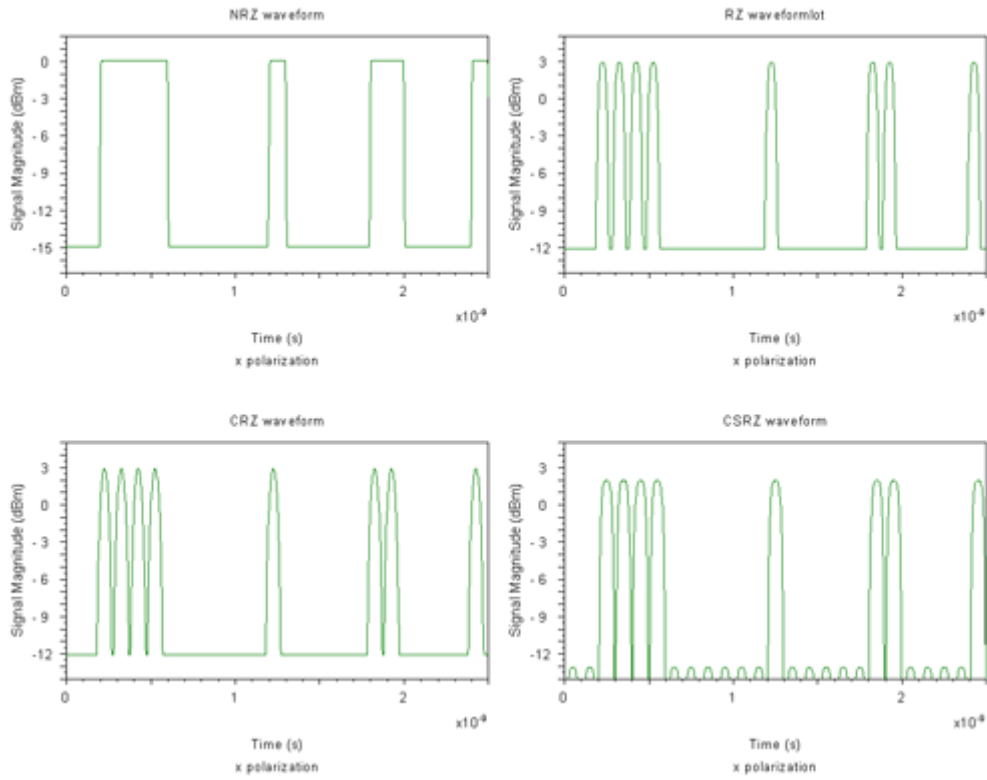 NRZ waveform
Signal Magnitude (dBm)
0
- 3
- 6
- 9
-12
-15
0
1
2
x10⁻⁹
Time (s)
x polarization
RZ waveformlot
Signal Magnitude (dBm)
3
0
- 3
- 6
- 9
-12
0
1
2
x10⁻⁹
Time (s)
x polarization
CRZ waveform
Signal Magnitude (dBm)
3
0
- 3
- 6
- 9
-12
0
1
2
x10⁻⁹
Time (s)
x polarization
CSRZ waveform
Signal Magnitude (dBm)
3
0
- 3
- 6
- 9
-12
0
1
2
x10⁻⁹
Time (s)
x polarization